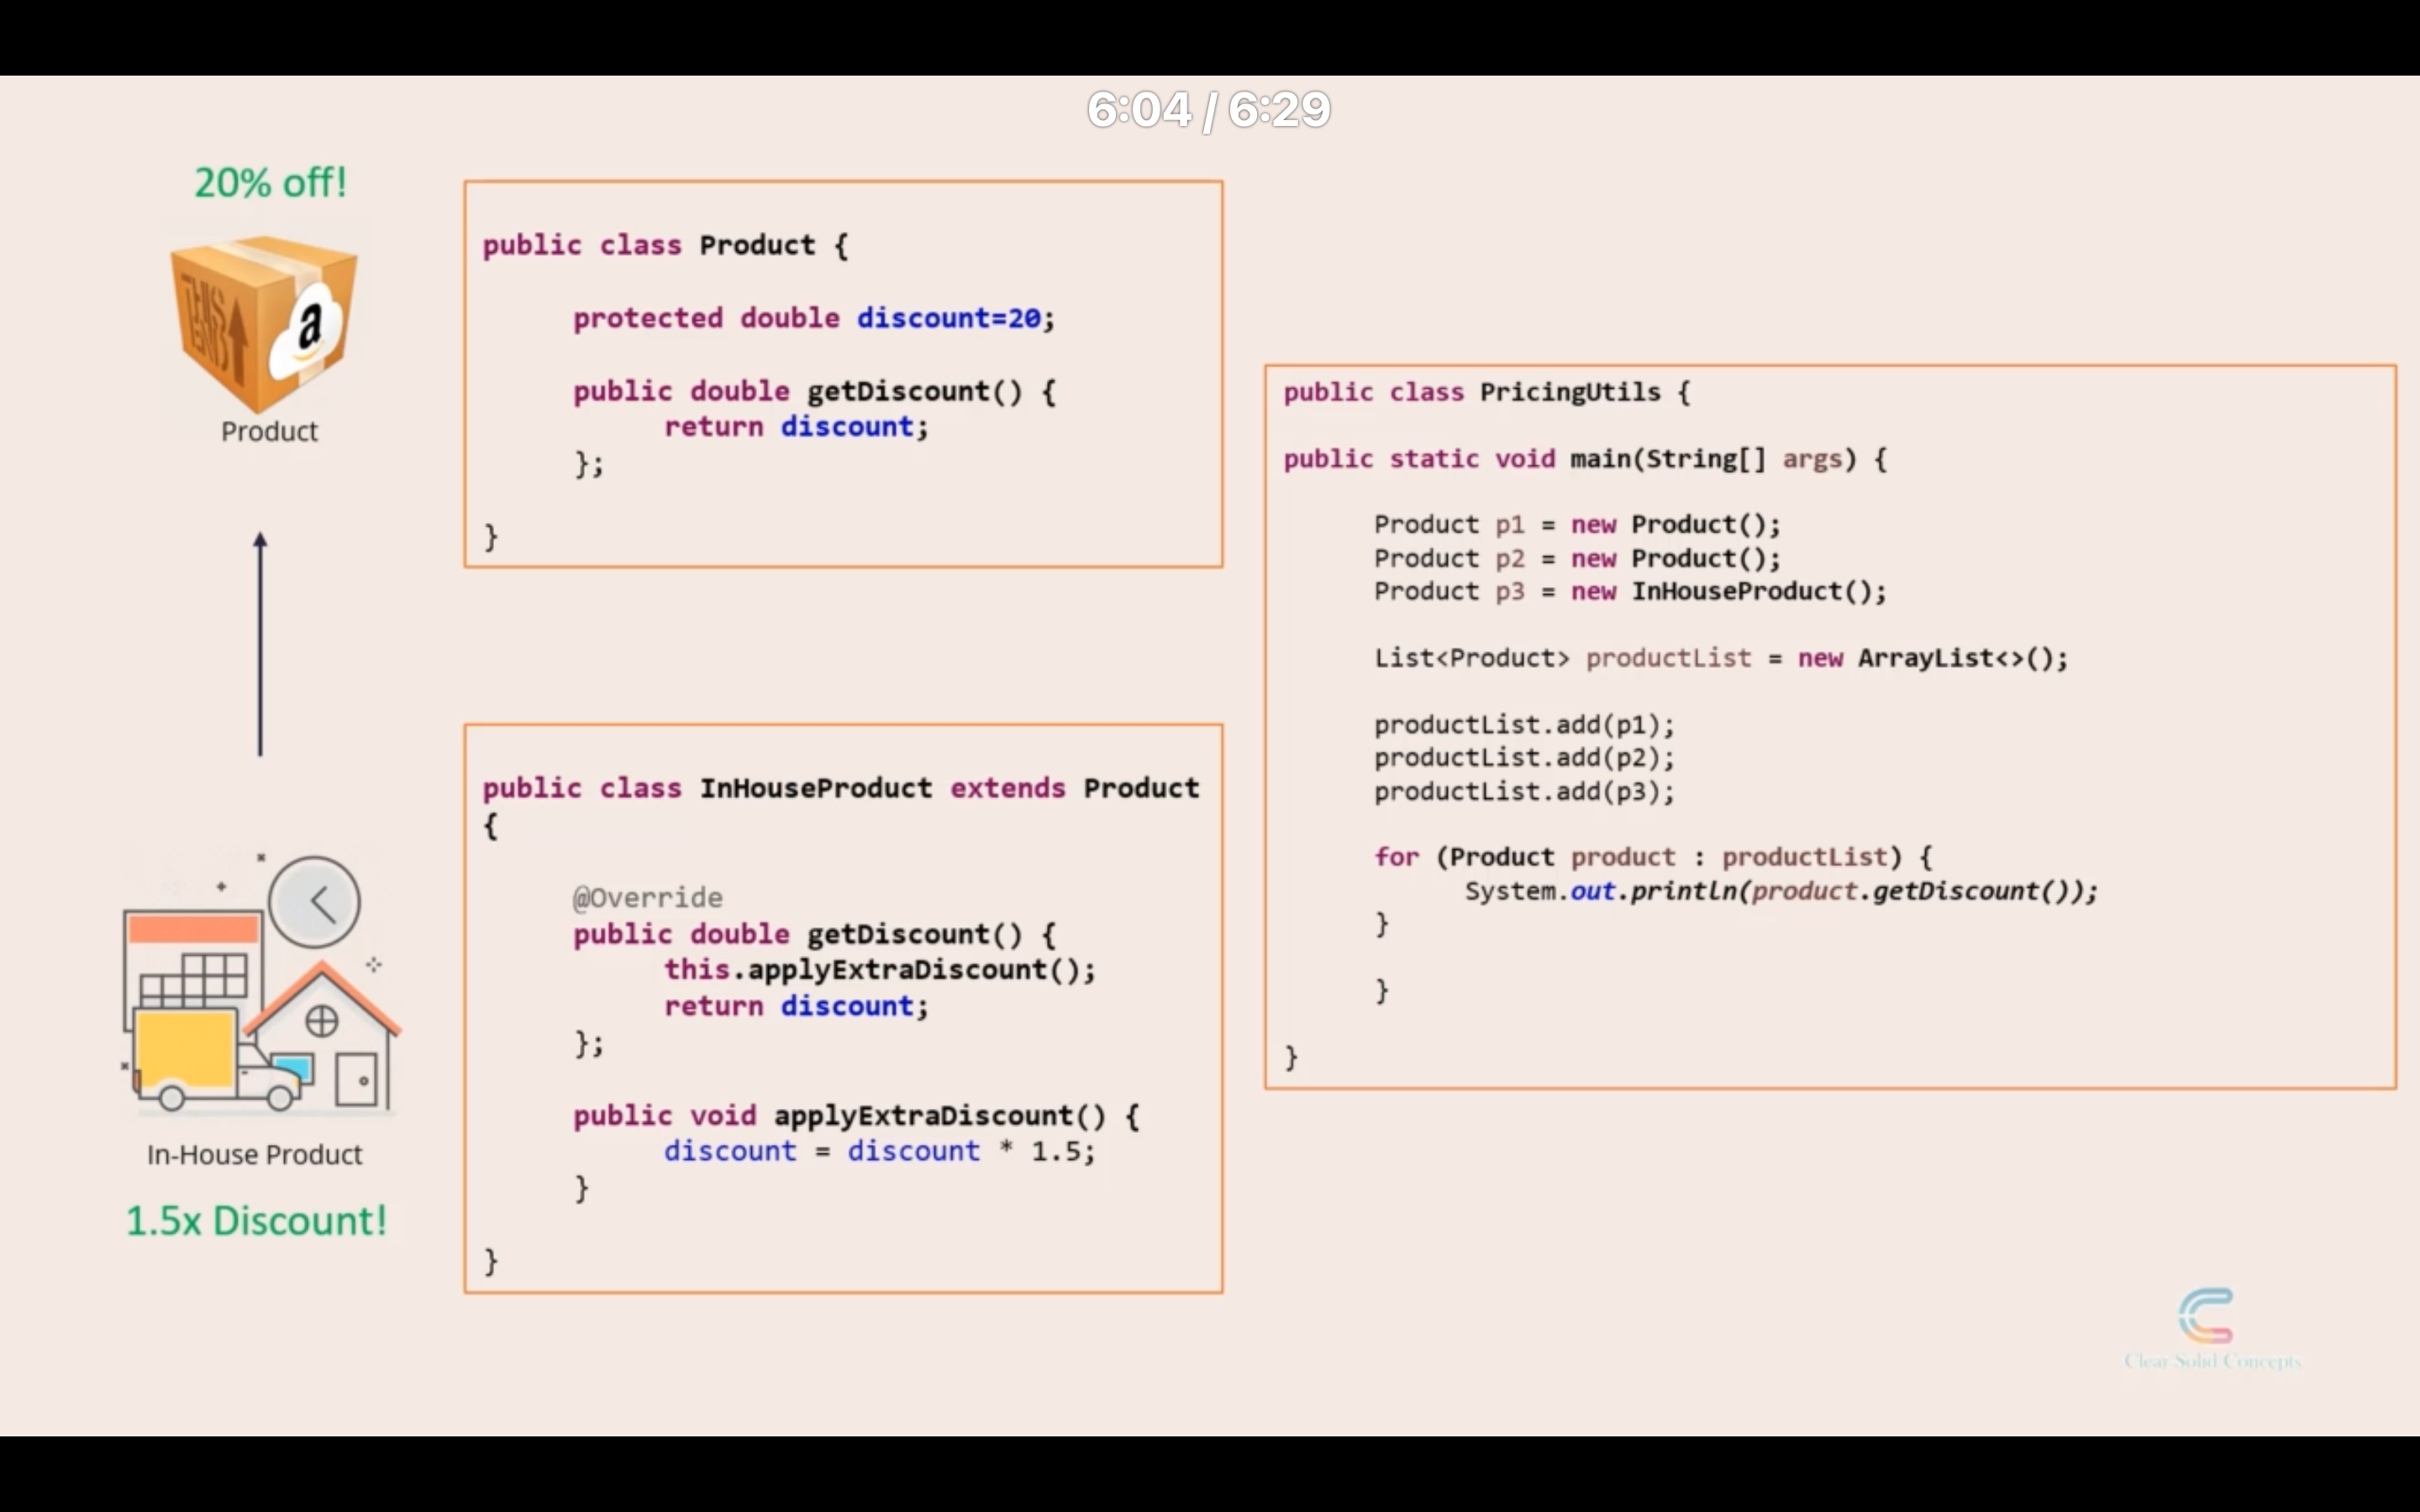 6:04 / 6:29
20% off!
THIS
END
a
Product
public class Product {
protected double discount=20;
public double getDiscount() {
return discount;
};
}
public class InHouseProduct extends Product
{
@Override
public double getDiscount() {
this.applyExtraDiscount();
return discount;
};
public void applyExtraDiscount() {
discount = discount * 1.5;
}
}
In-House Product
1.5x Discount!
public class PricingUtils {
public static void main(String[] args) {
Product p1 = new Product();
Product p2 = new Product();
Product p3 = new InHouseProduct();
List<Product> productList = new ArrayList<>();
productList.add(p1);
productList.add(p2);
productList.add(p3);
for (Product product : productList) {
System.out.println(product.getDiscount());
}
}
}
Clear Solid Concepts